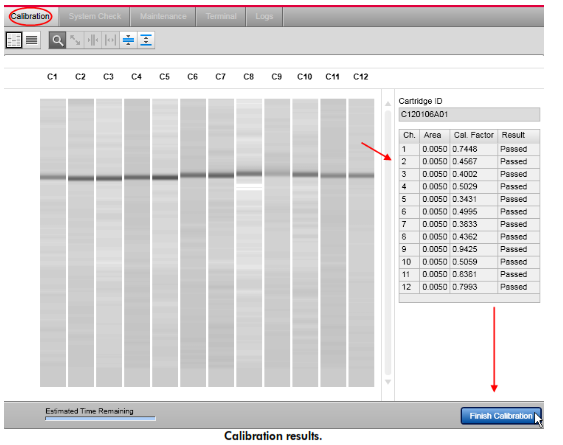 Calibration System Check Maintenance Terminal Logs
C1 C2 C3 C4 C5 C6 C7 C8 C9 C10 C11 C12
Cartridge ID
C120106A01
Ch. Area Cal. Factor Result
1 0.0050 0.7448 Passed
2 0.0050 0.4567 Passed
3 0.0050 0.4002 Passed
4 0.0050 0.5029 Passed
5 0.0050 0.3431 Passed
6 0.0050 0.4995 Passed
7 0.0050 0.3833 Passed
8 0.0050 0.4362 Passed
9 0.0050 0.9425 Passed
10 0.0050 0.5059 Passed
11 0.0050 0.8381 Passed
12 0.0050 0.7993 Passed
Estimated Time Remaining
Finish Calibration
Calibration results.